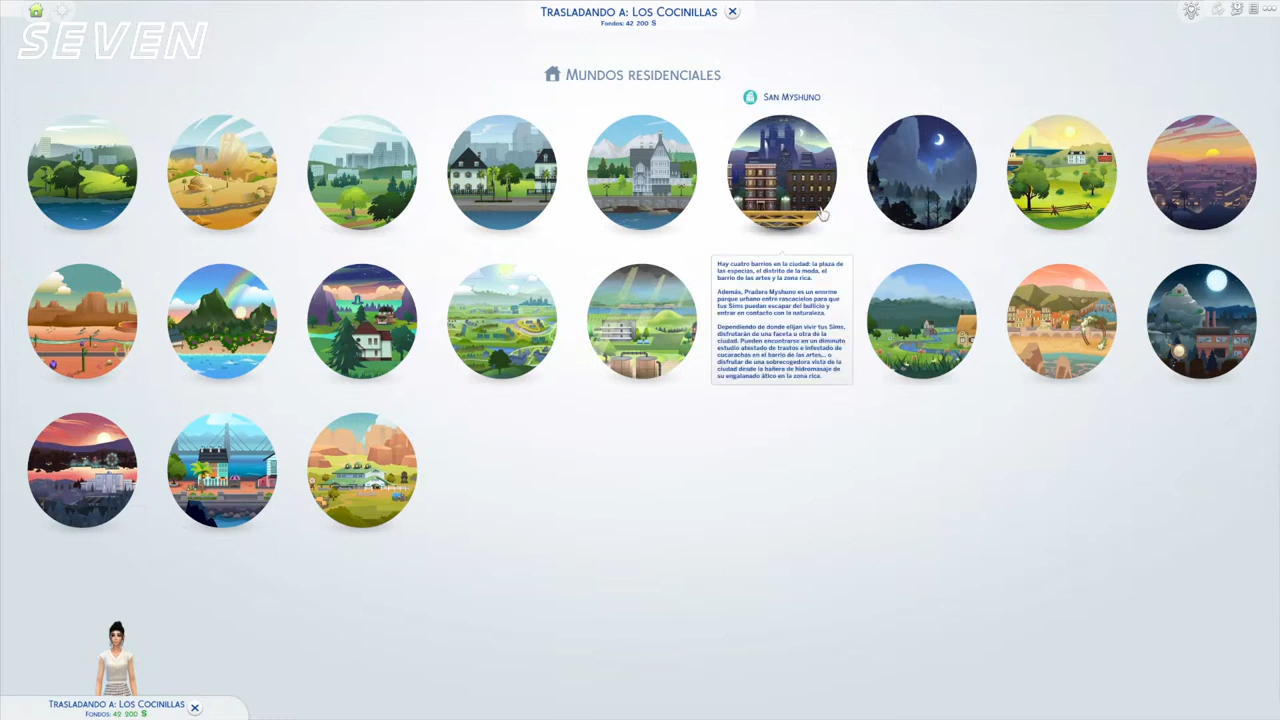 SEVEN
TRASLADANDO A: LOS COCINILLAS
FONDOS: 42 200 $
MUNDOS RESIDENCIALES
SAN MYSHUNO
Hay cuatro barrios en la ciudad: la plaza de
las especias, el distrito de la moda, el
barrio de las artes y la zona rica.
Además, Pradera Myshuno es un enorme
parque urbano entre rascacielos para que
tus Sims puedan escapar del bullicio y
entrar en contacto con la naturaleza.
Dependiendo de donde elijan vivir tus Sims,
disfrutarán de una faceta u otra de la
ciudad. Pueden encontrarse en un diminuto
estudio atestado de trastos e infestado de
cucarachas en el barrio de las artes... o
disfrutar de una sobrecogedora vista de la
ciudad desde la bañera de hidromasaje de
su engalanado ático en la zona rica.
TRASLADANDO A: LOS COCINILLAS
FONDOS: 42 200 $